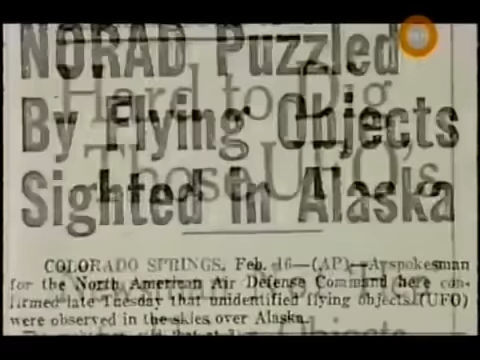 NORAD Puzzled
By Flying Objects
Sighted in Alaska
Hard to Dig
Those UFO's
COLORADO SPRINGS, Feb. 16—(AP)—A spokesman
for the North American Air Defense Command here con-
firmed late Tuesday that unidentified flying objects (UFO)
were observed in the skies over Alaska.
Objects